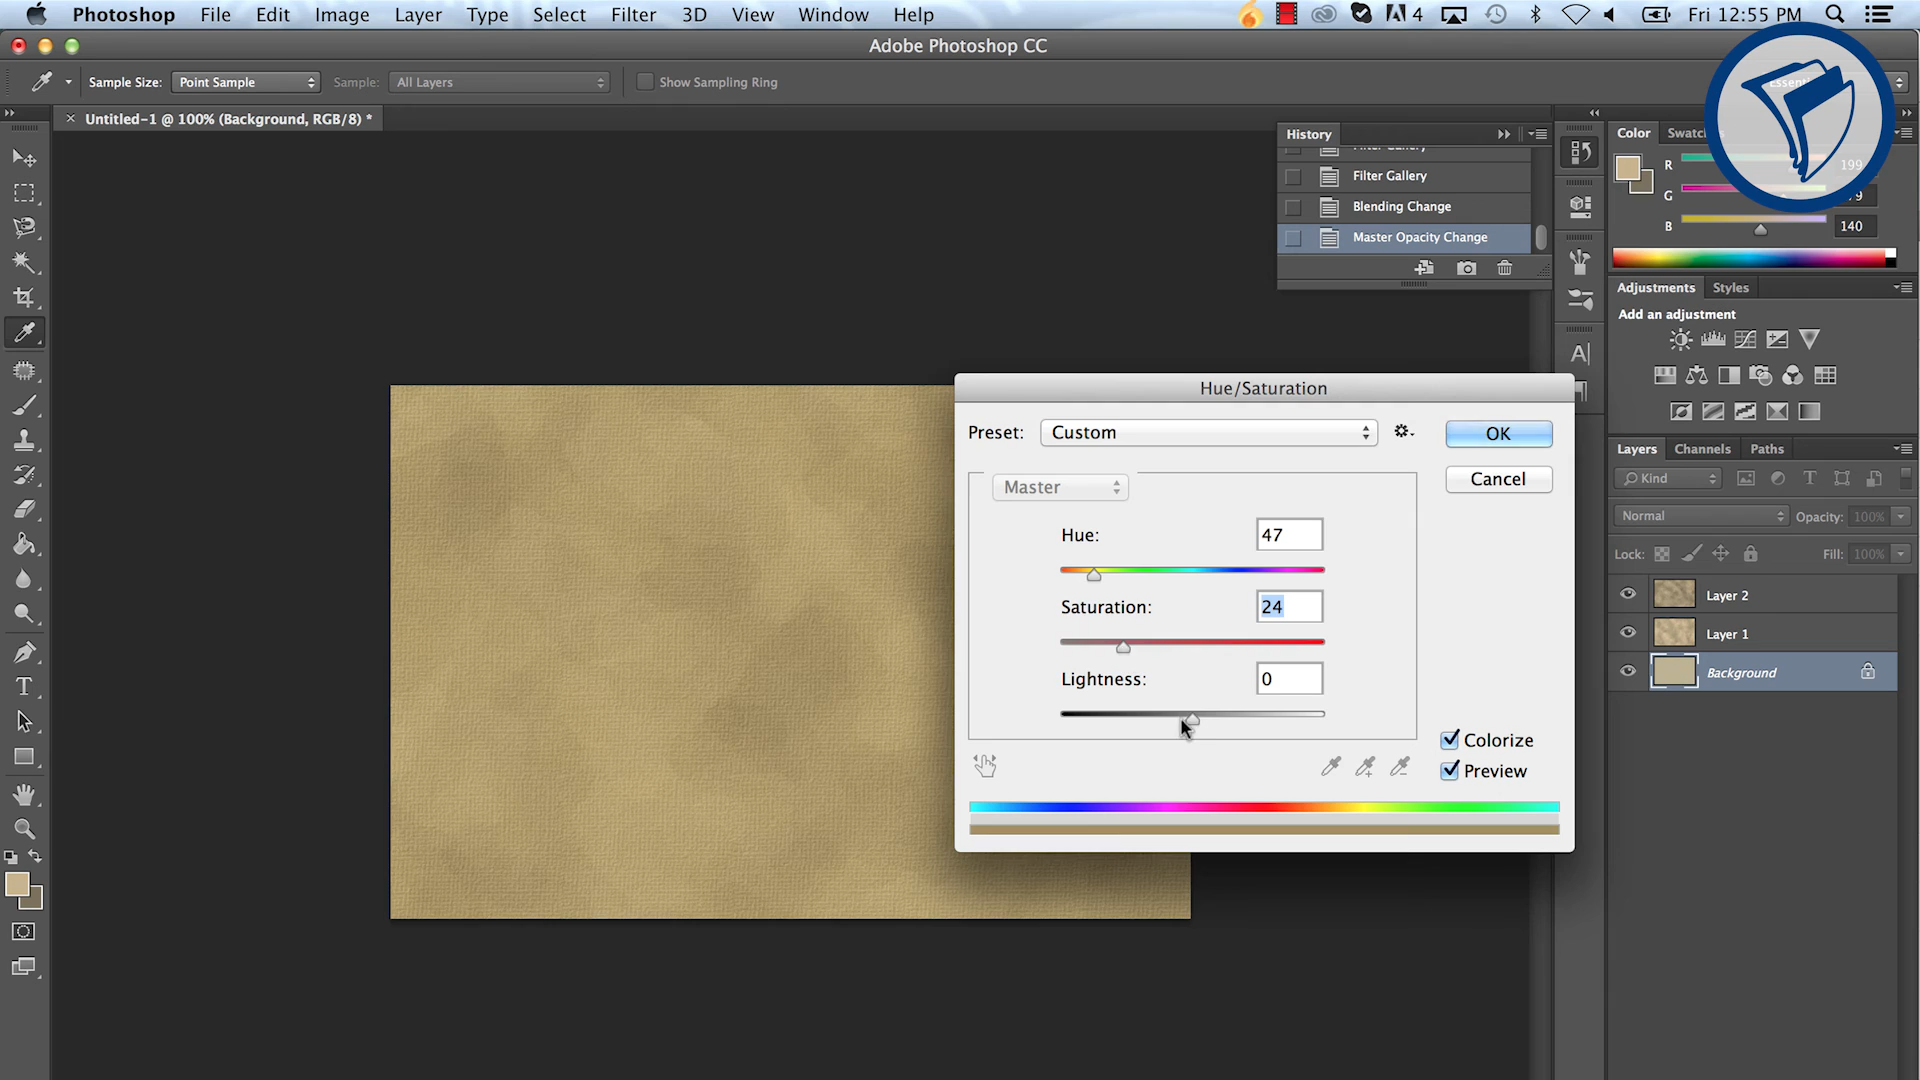 Photoshop File Edit Image Layer Type Select Filter 3D View Window Help 4 Fri 12:55 PM
Adobe Photoshop CC
Sample Size: Point Sample Sample: All Layers Show Sampling Ring
Untitled-1 @ 100% (Background, RGB/8) *
History
Filter Gallery
Blending Change
Master Opacity Change
Color
R 199
G
B 140
Adjustments Styles
Add an adjustment
Layers Channels Paths
Kind
Normal Opacity: 100%
Lock: Fill: 100%
Layer 2
Layer 1
Background
Hue/Saturation
Preset: Custom OK
Cancel
Master
Hue: 47
Saturation: 24
Lightness: 0
Colorize
Preview